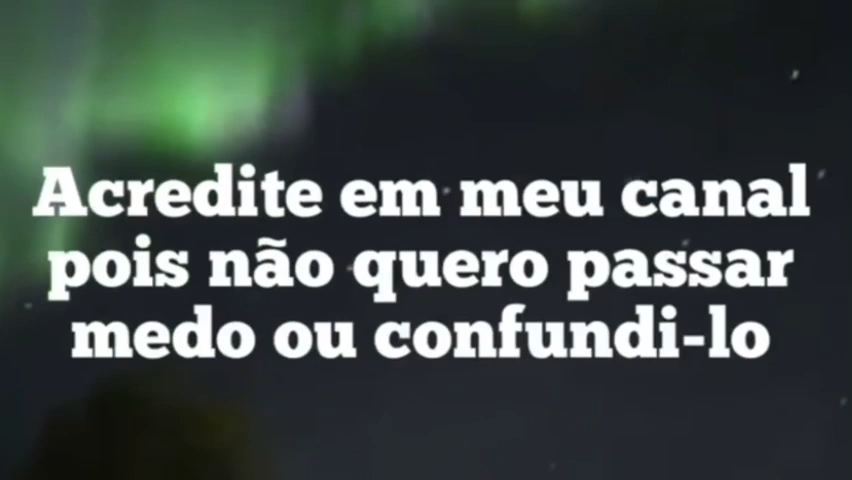 Acredite em meu canal
pois não quero passar
medo ou confundi-lo